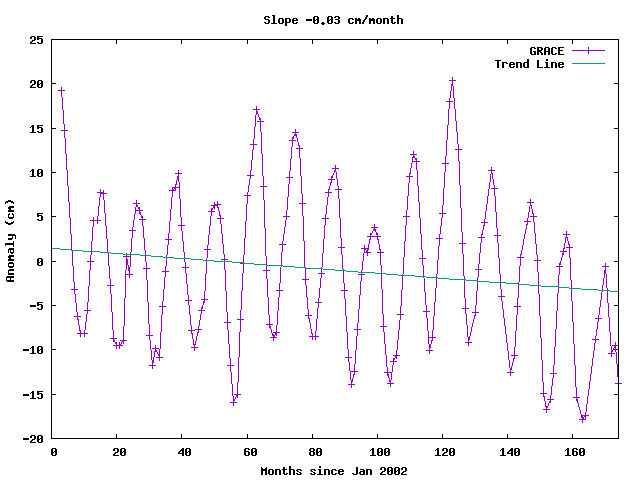 Slope -0.03 cm/month
GRACE
Trend Line
25
20
15
10
5
0
-5
-10
-15
-20
Anomaly (cm)
0 20 40 60 80 100 120 140 160
Months since Jan 2002